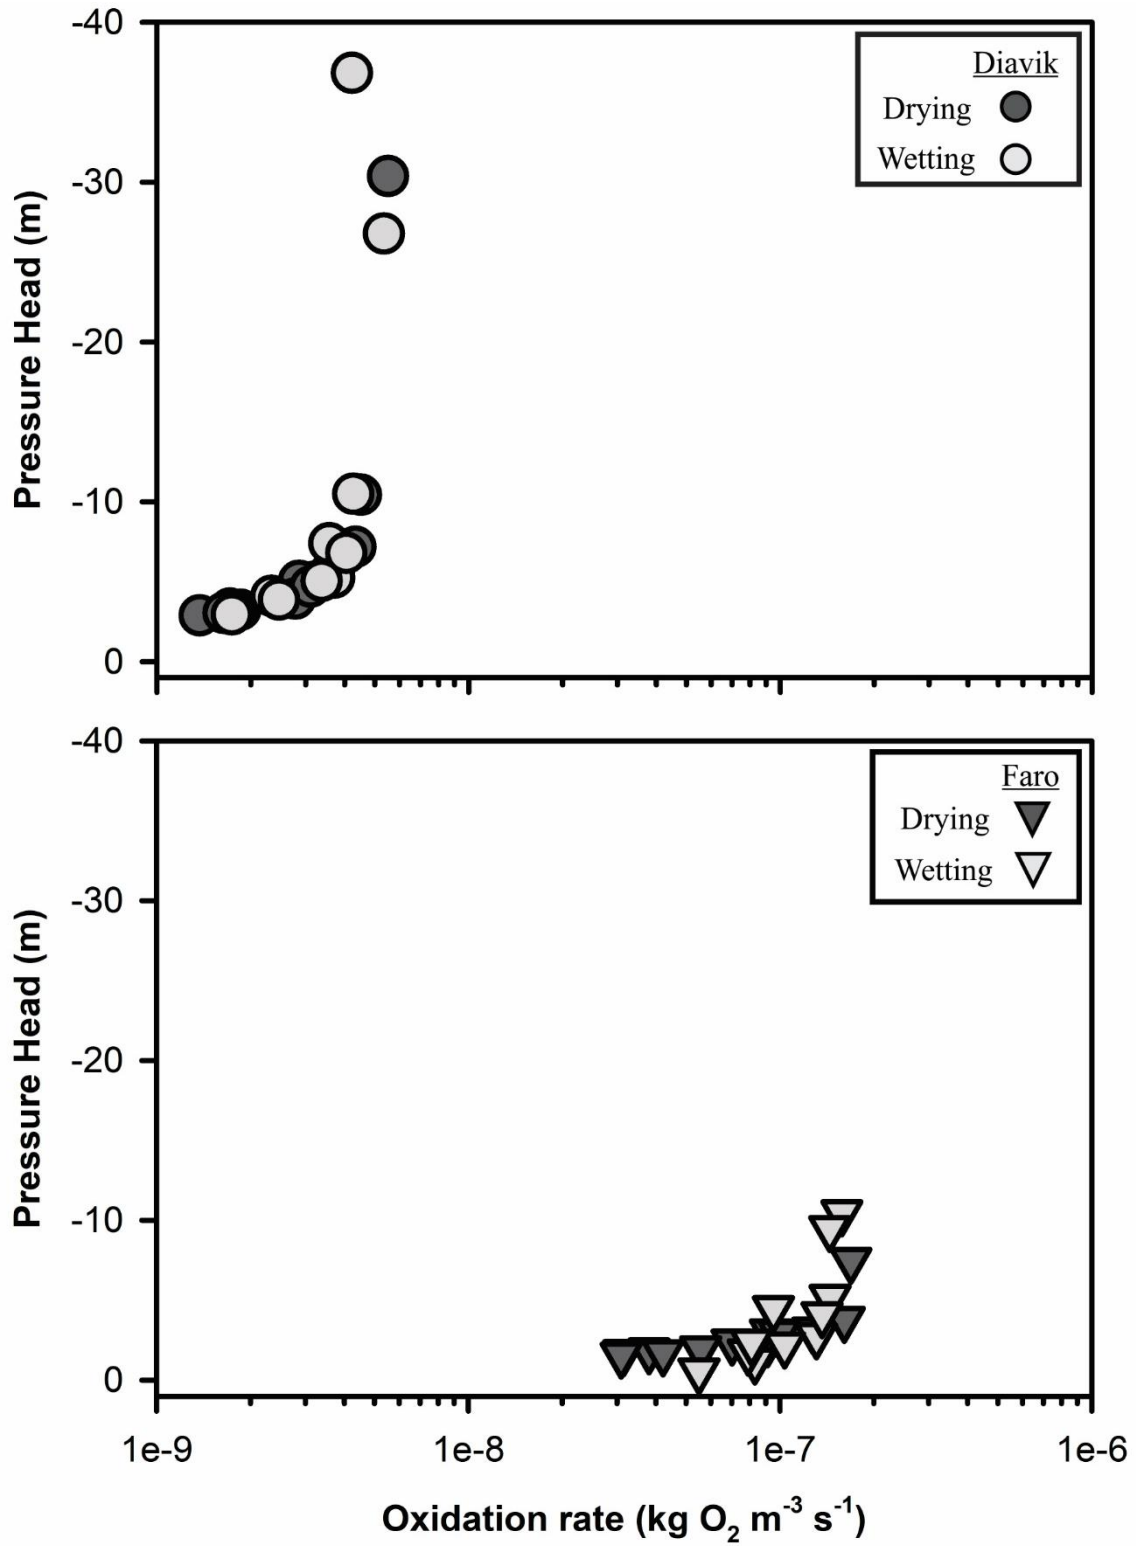 -40
-30
-20
-10
0
Pressure Head (m)
Diavik
Drying
Wetting
-40
-30
-20
-10
0
Pressure Head (m)
Faro
Drying
Wetting
1e-9 1e-8 1e-7 1e-6
Oxidation rate (kg O₂ m⁻³ s⁻¹)